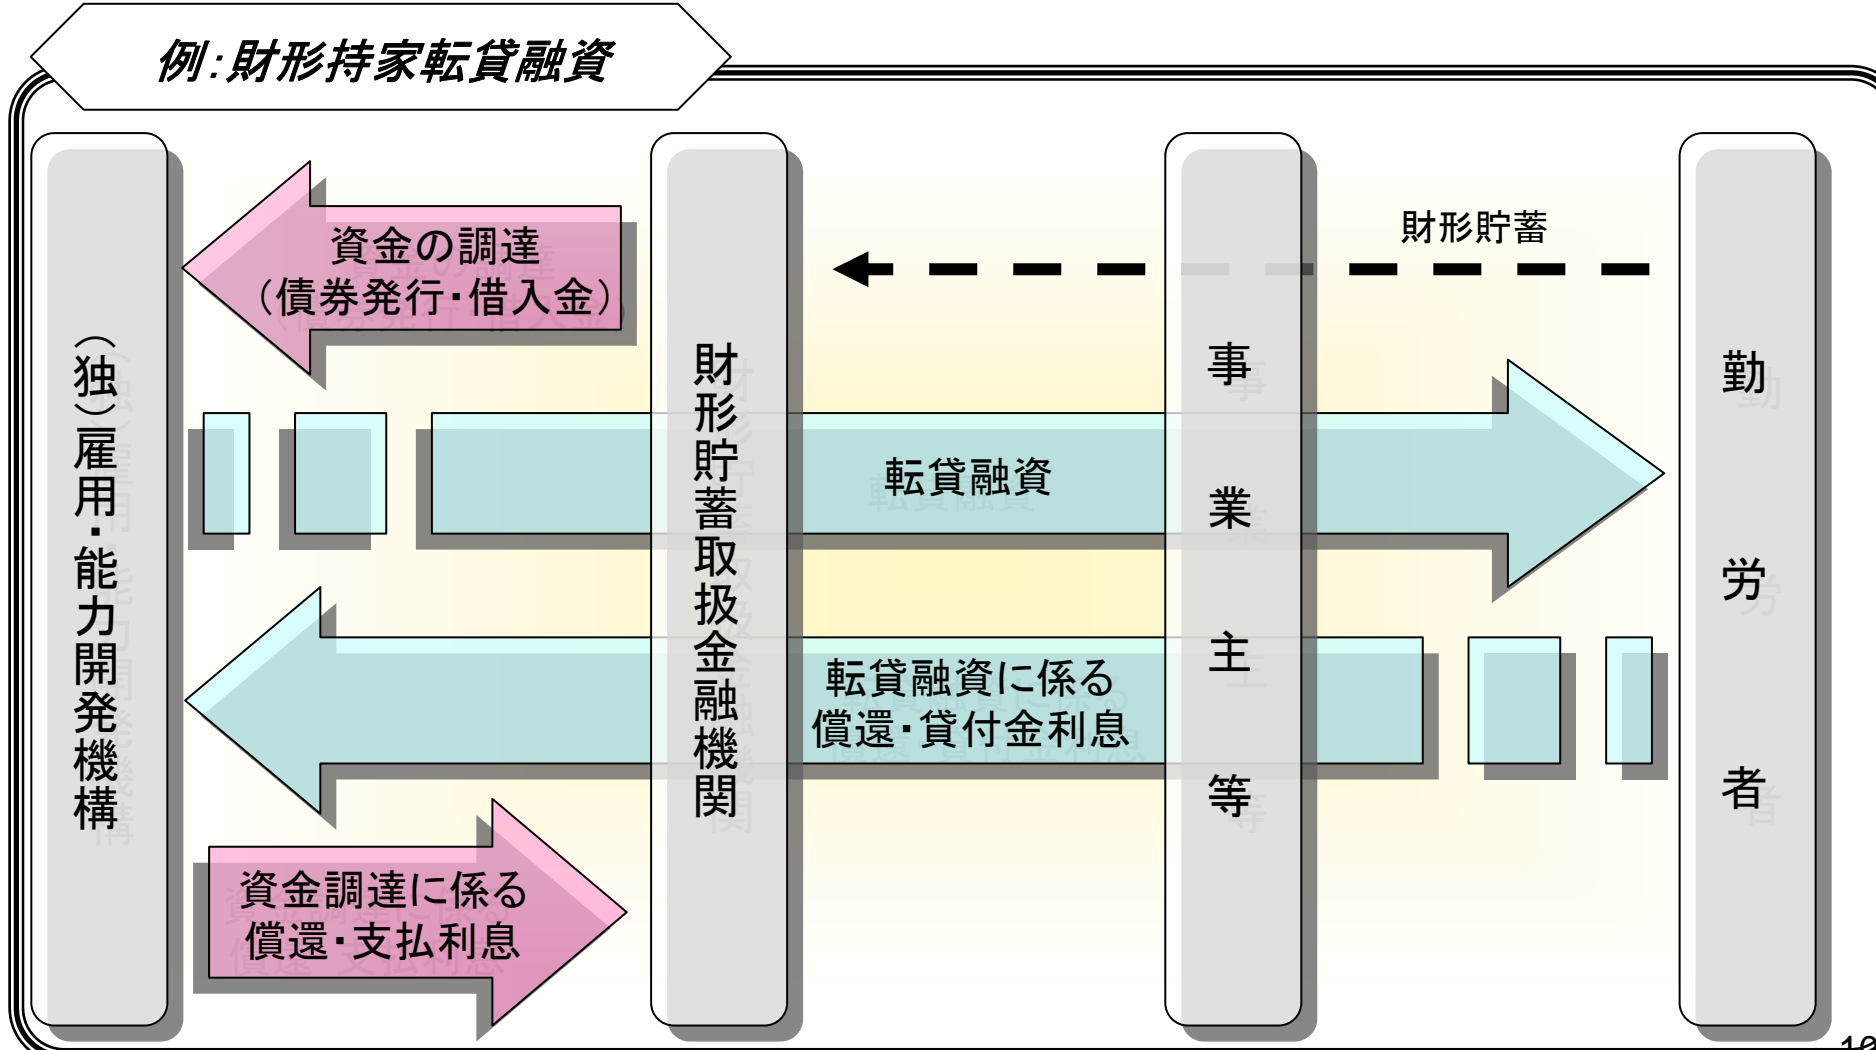 例：財形持家転貸融資
（独）雇用・能力開発機構
資金の調達
（債券発行・借入金）
財形貯蓄取扱金融機関
事業主等
財形貯蓄
勤労者
転貸融資
転貸融資に係る
償還・貸付金利息
資金調達に係る
償還・支払利息